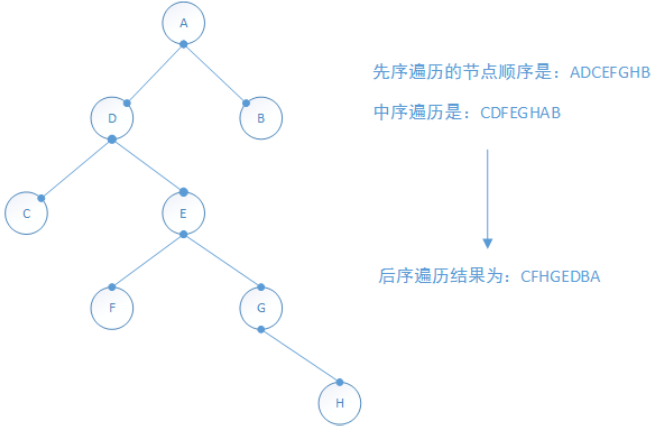 A
先序遍历的节点顺序是：ADCEFGHB
中序遍历是：CDFEGHAB
D
B
C
E
后序遍历结果为：CFHGEDBA
F
G
H